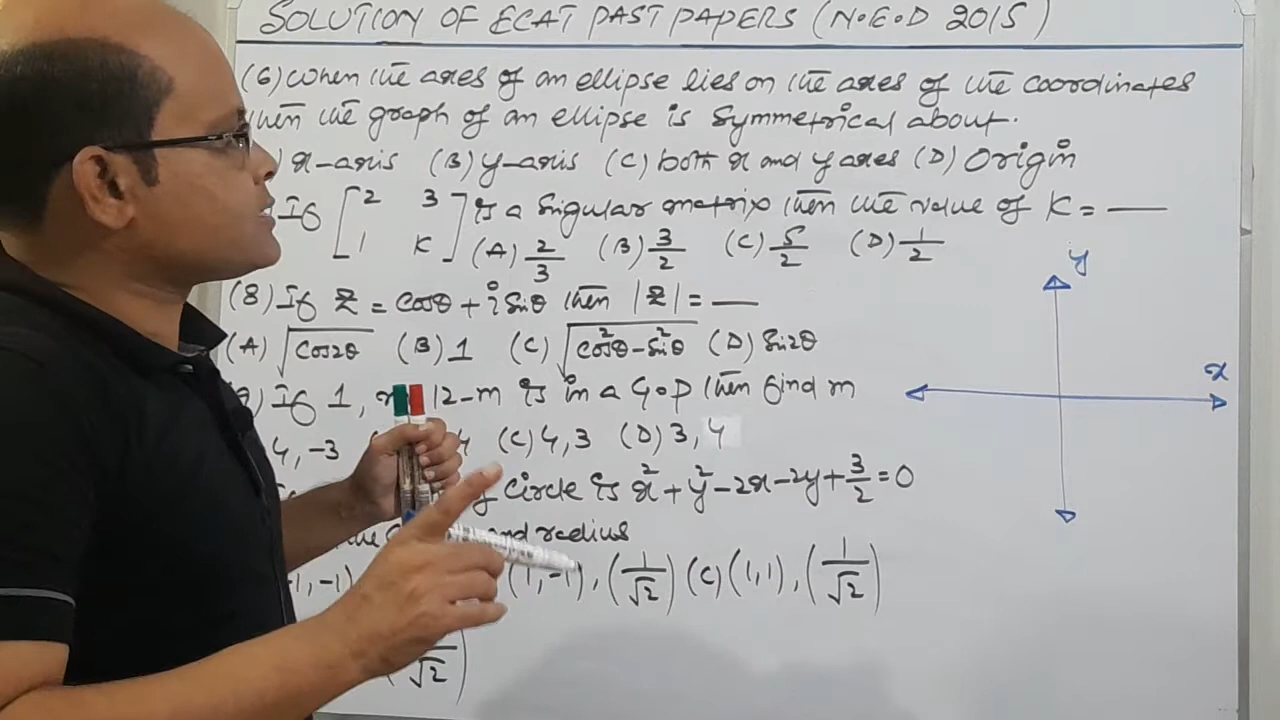 SOLUTION OF ECAT PAST PAPERS (N.E.D 2015)
(6) When the axes of an ellipse lies on the axes of the coordinates
then the graph of an ellipse is Symmetrical about.
) x-axis (B) y-axis (C) both x and y axes (D) Origin
If [2 3
1 K] is a Singular matrix then the value of K = —
(A) 2/3 (B) 3/2 (C) 5/2 (D) 1/2
(8) If Z = Cosθ + i Sinθ then |Z| = —
(A) √Cos2θ (B) 1 (C) √Cos²θ-Sin²θ (D) Sin2θ
9) If 1, 12-m is in a G.P then find m
4, -3 (C) 4, 3 (D) 3, 4
circle is x² + y² - 2x - 2y + 3/2 = 0
and radius
-1, -1) (1, -1), (1/√2) (C) (1, 1), (1/√2)
√2)
y
x